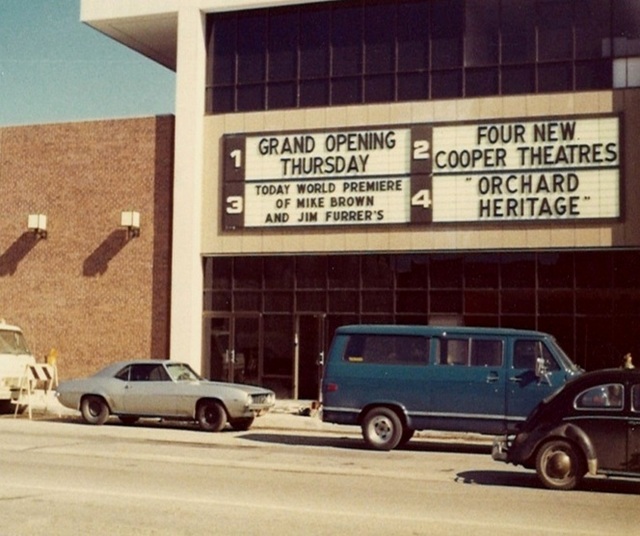 1 GRAND OPENING
THURSDAY
2 FOUR NEW
COOPER THEATRES
3 TODAY WORLD PREMIERE
OF MIKE BROWN
AND JIM FURRER'S
4 "ORCHARD
HERITAGE"